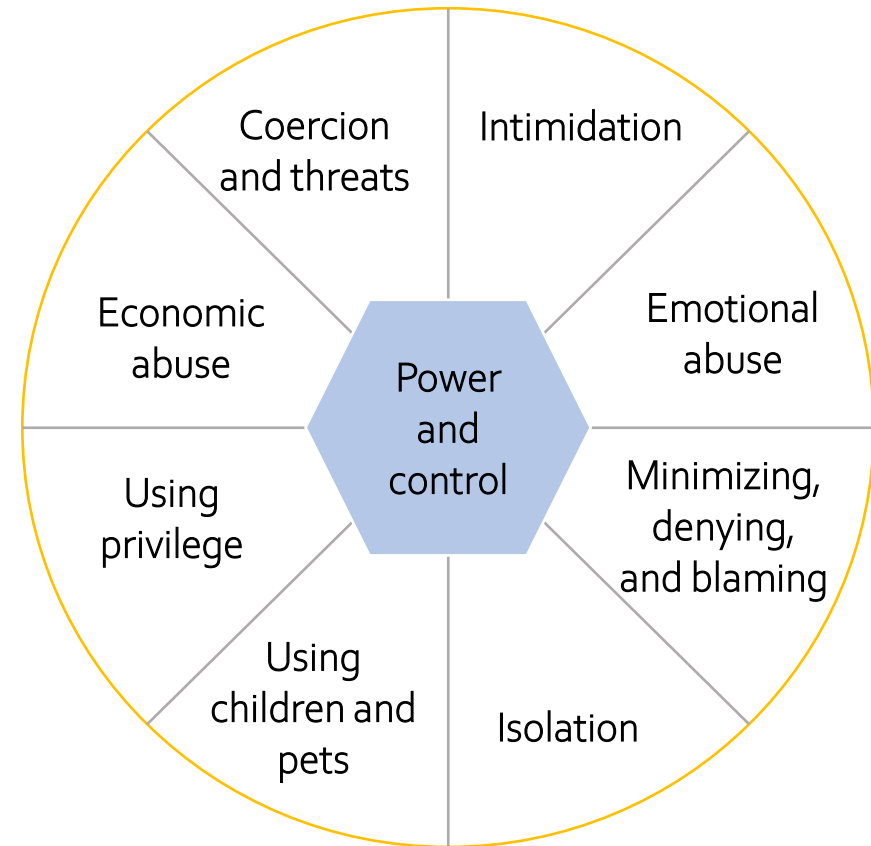 Coercion
and threats
Intimidation
Economic
abuse
Emotional
abuse
Power
and
control
Using
privilege
Minimizing,
denying,
and blaming
Using
children and
pets
Isolation